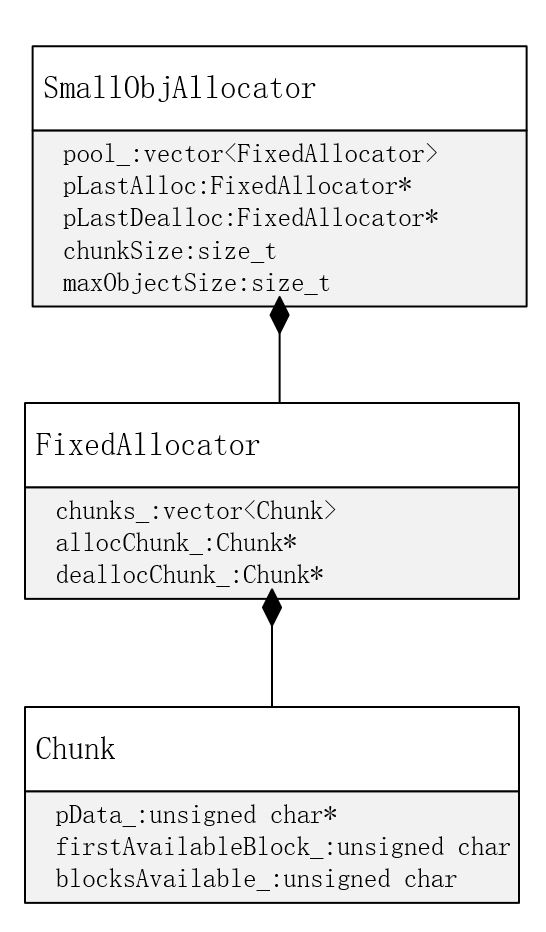 SmallObjAllocator
pool_:vector<FixedAllocator>
pLastAlloc:FixedAllocator*
pLastDealloc:FixedAllocator*
chunkSize:size_t
maxObjectSize:size_t
FixedAllocator
chunks_:vector<Chunk>
allocChunk_:Chunk*
deallocChunk_:Chunk*
Chunk
pData_:unsigned char*
firstAvailableBlock_:unsigned char
blocksAvailable_:unsigned char